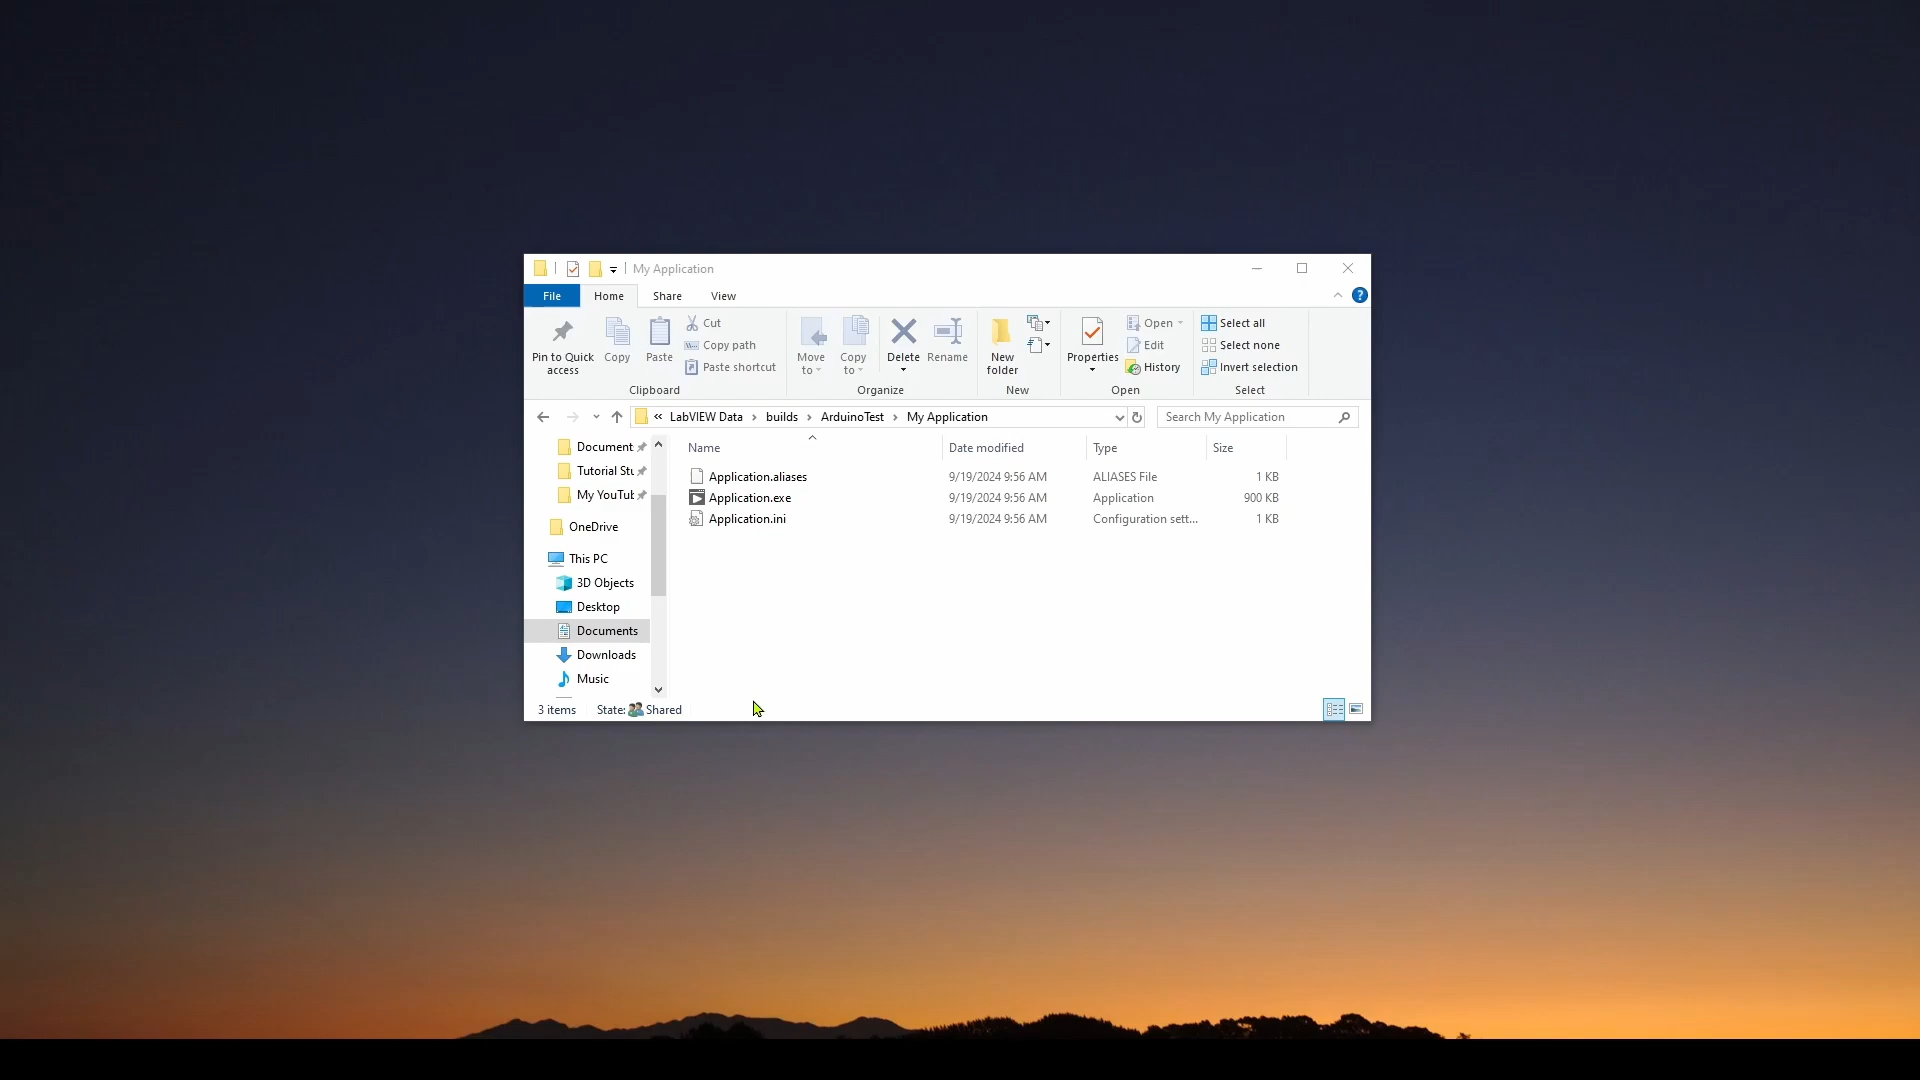 My Application
File Home Share View
Pin to Quick access
Copy
Paste
Cut
Copy path
Paste shortcut
Clipboard
Move to
Copy to
Delete
Rename
Organize
New folder
New
Properties
Open
Edit
History
Open
Select all
Select none
Invert selection
Select
« LabVIEW Data > builds > ArduinoTest > My Application
Search My Application
Name Date modified Type Size
Application.aliases 9/19/2024 9:56 AM ALIASES File 1 KB
Application.exe 9/19/2024 9:56 AM Application 900 KB
Application.ini 9/19/2024 9:56 AM Configuration sett... 1 KB
Document
Tutorial Stu
My YouTub
OneDrive
This PC
3D Objects
Desktop
Documents
Downloads
Music
3 items State: Shared